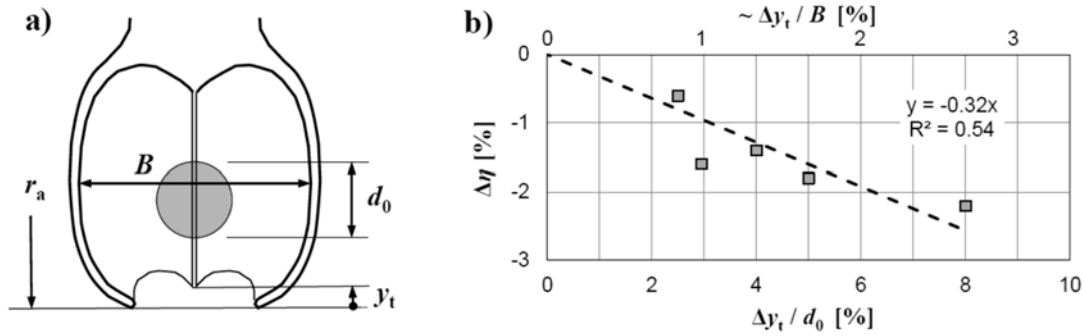 a)
B
rₐ
d₀
yₜ
b)
~ Δyₜ / B [%]
0 1 2 3
0
-1
-2
-3
Δη [%]
y = -0.32x
R² = 0.54
0 2 4 6 8 10
Δyₜ / d₀ [%]